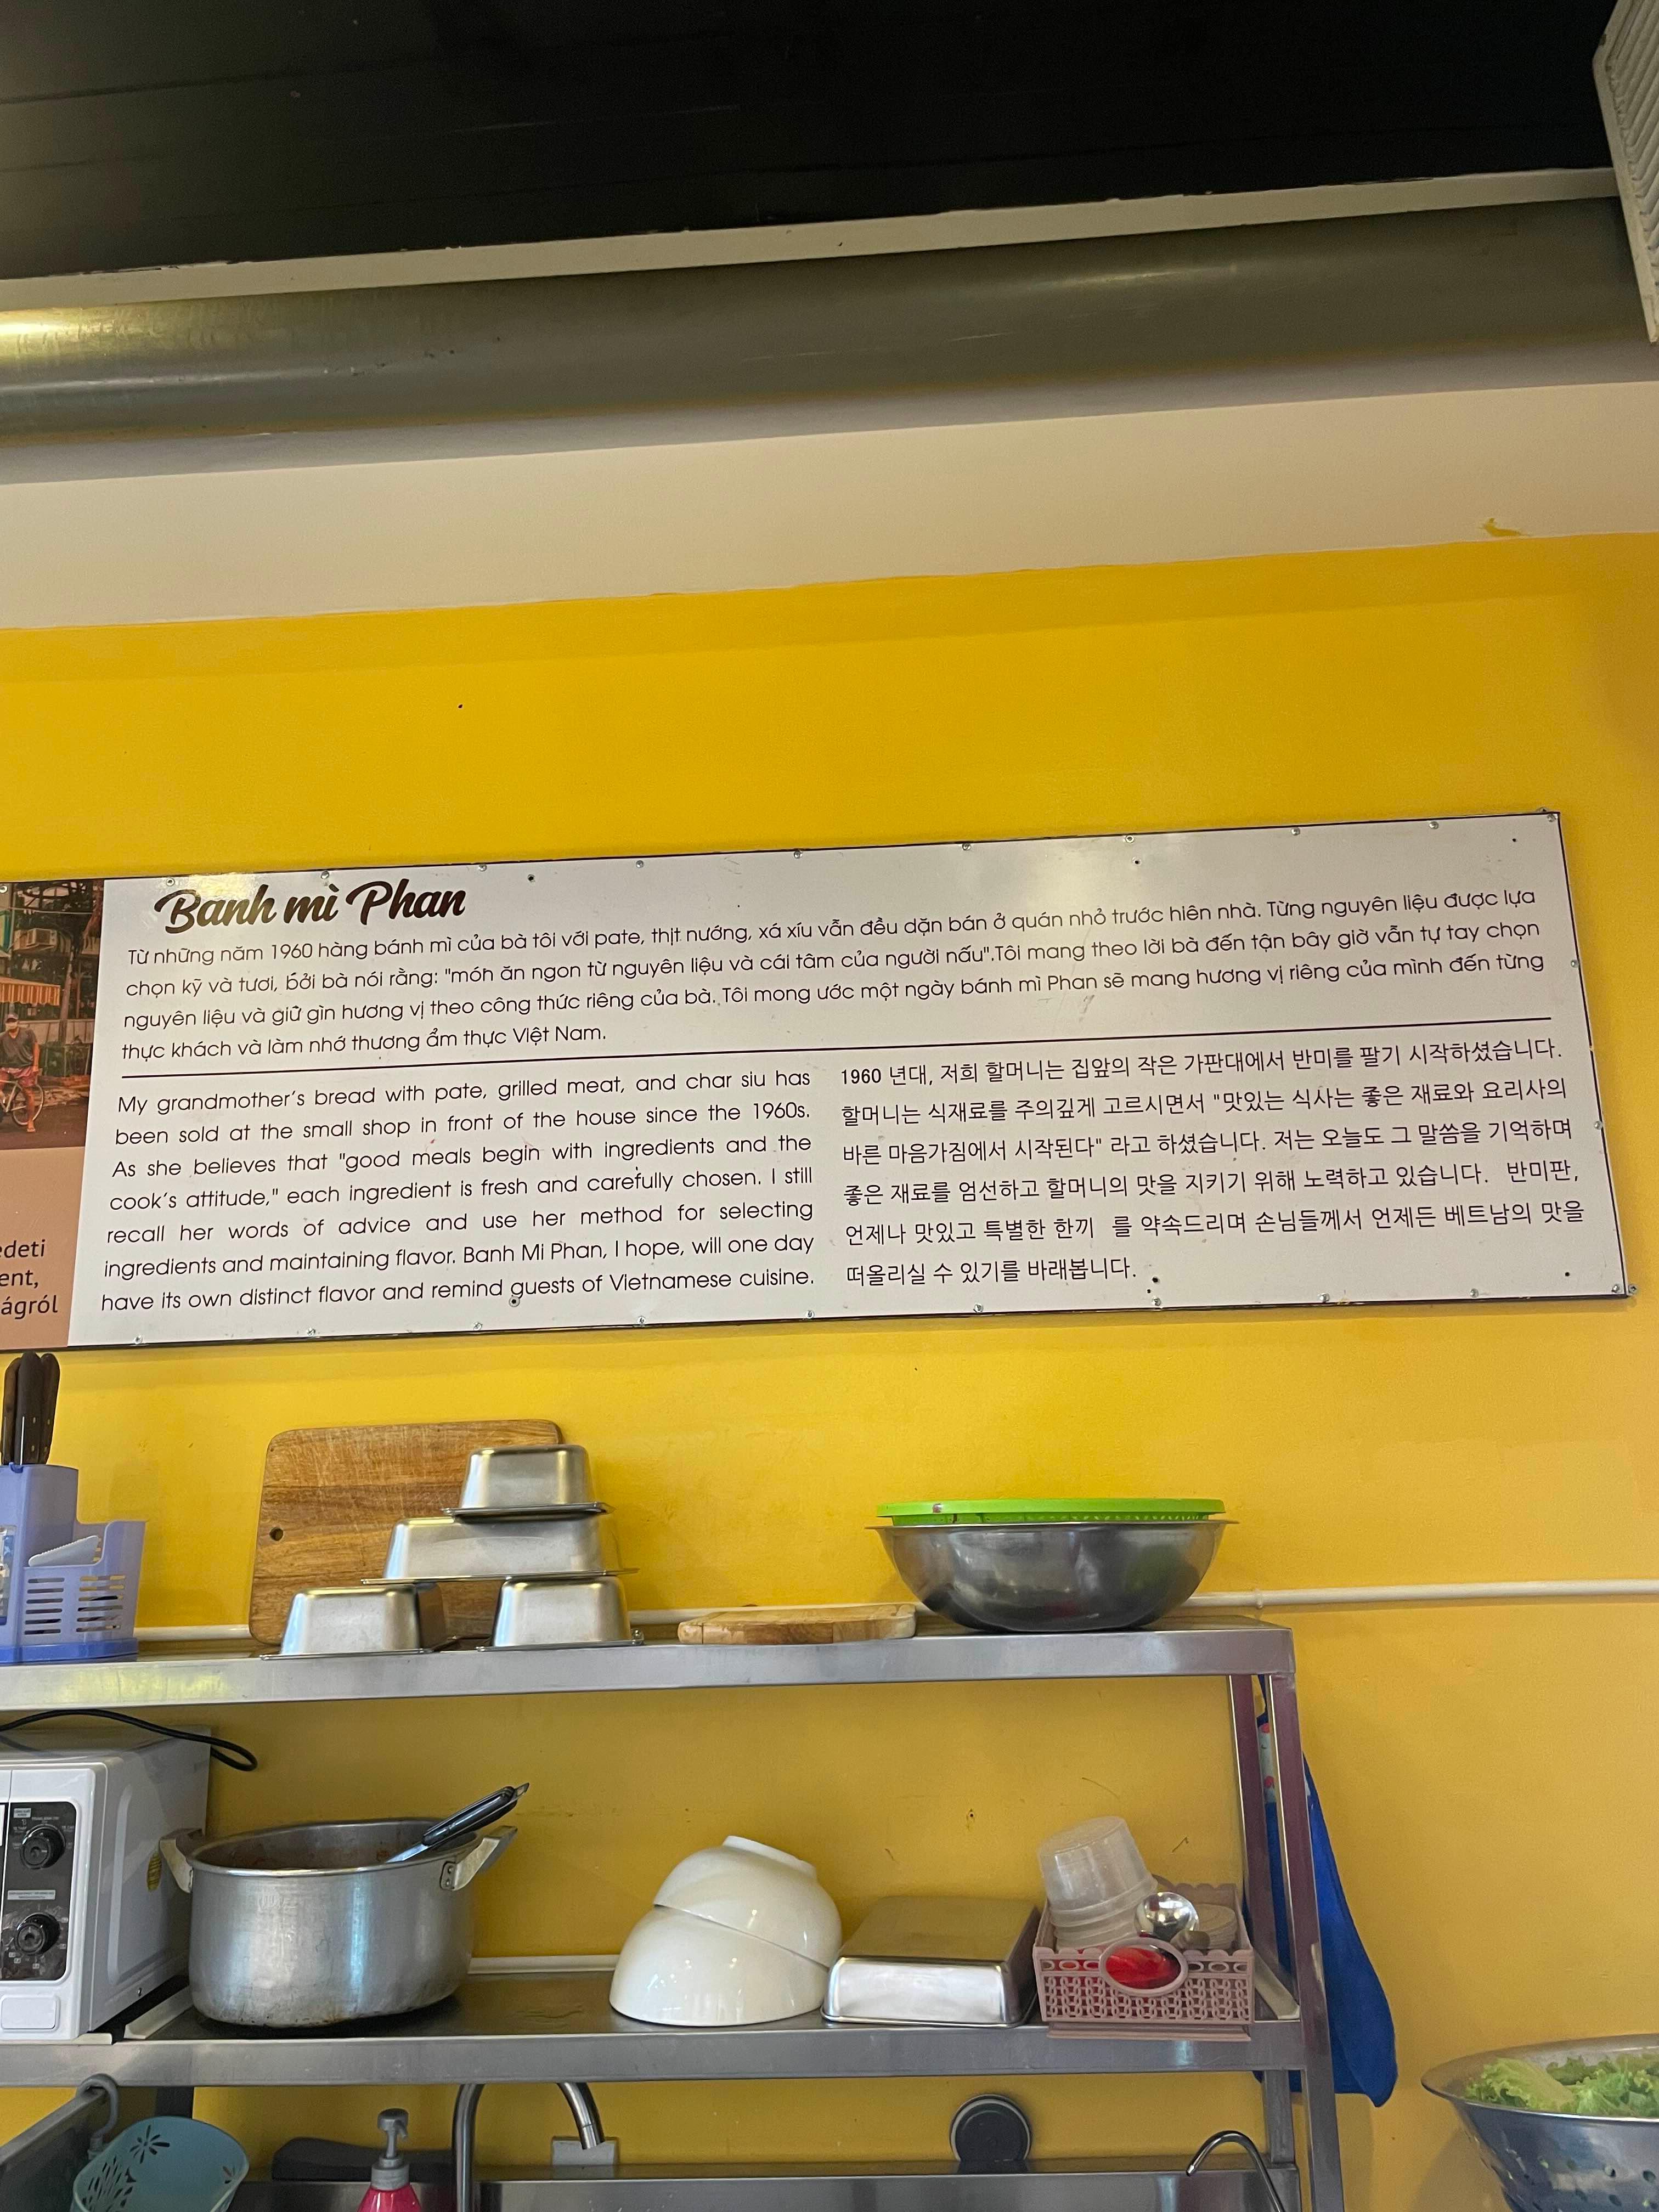 Banh mì Phan
Từ những năm 1960 hàng bánh mì của bà tôi với pate, thịt nướng, xá xíu vẫn đều dặn bán ở quán nhỏ trước hiên nhà. Từng nguyên liệu được lựa
chọn kỹ và tươi, bởi bà nói rằng: "món ăn ngon từ nguyên liệu và cái tâm của người nấu".Tôi mang theo lời bà đến tận bây giờ vẫn tự tay chọn
nguyên liệu và giữ gìn hương vị theo công thức riêng của bà. Tôi mong ước một ngày bánh mì Phan sẽ mang hương vị riêng của mình đến từng
thực khách và làm nhớ thương ẩm thực Việt Nam.
My grandmother's bread with pate, grilled meat, and char siu has
been sold at the small shop in front of the house since the 1960s.
As she believes that "good meals begin with ingredients and the
cook's attitude," each ingredient is fresh and carefully chosen. I still
recall her words of advice and use her method for selecting
ingredients and maintaining flavor. Banh Mi Phan, I hope, will one day
have its own distinct flavor and remind guests of Vietnamese cuisine.
1960 년대, 저희 할머니는 집앞의 작은 가판대에서 반미를 팔기 시작하셨습니다.
할머니는 식재료를 주의깊게 고르시면서 "맛있는 식사는 좋은 재료와 요리사의
바른 마음가짐에서 시작된다" 라고 하셨습니다. 저는 오늘도 그 말씀을 기억하며
좋은 재료를 엄선하고 할머니의 맛을 지키기 위해 노력하고 있습니다. 반미판,
언제나 맛있고 특별한 한끼 를 약속드리며 손님들께서 언제든 베트남의 맛을
떠올리실 수 있기를 바래봅니다.
edeti
ent,
ágról